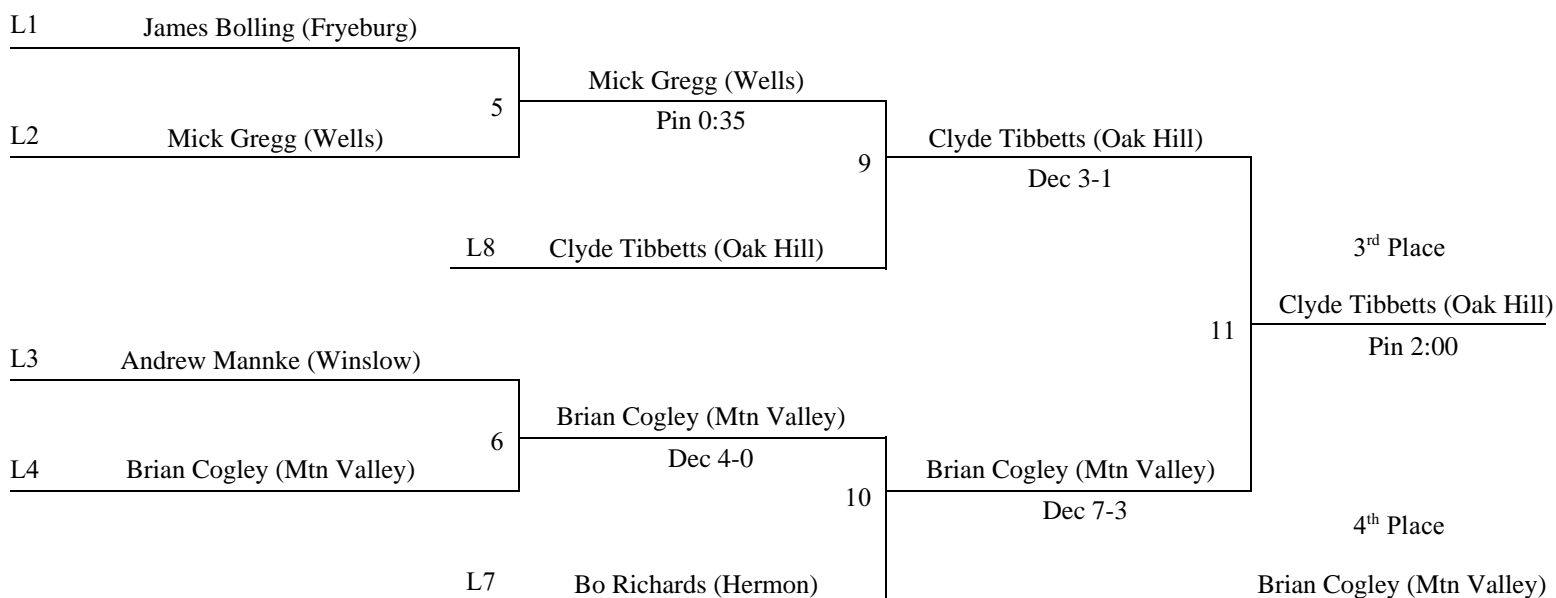 L1 James Bolling (Fryeburg)
Mick Gregg (Wells)
5
Pin 0:35
L2 Mick Gregg (Wells)
Clyde Tibbetts (Oak Hill)
9
Dec 3-1
L8 Clyde Tibbetts (Oak Hill)
3rd Place
Clyde Tibbetts (Oak Hill)
11
Pin 2:00
L3 Andrew Mannke (Winslow)
Brian Cogley (Mtn Valley)
6
Dec 4-0
L4 Brian Cogley (Mtn Valley)
Brian Cogley (Mtn Valley)
10
Dec 7-3
4th Place
L7 Bo Richards (Hermon)
Brian Cogley (Mtn Valley)